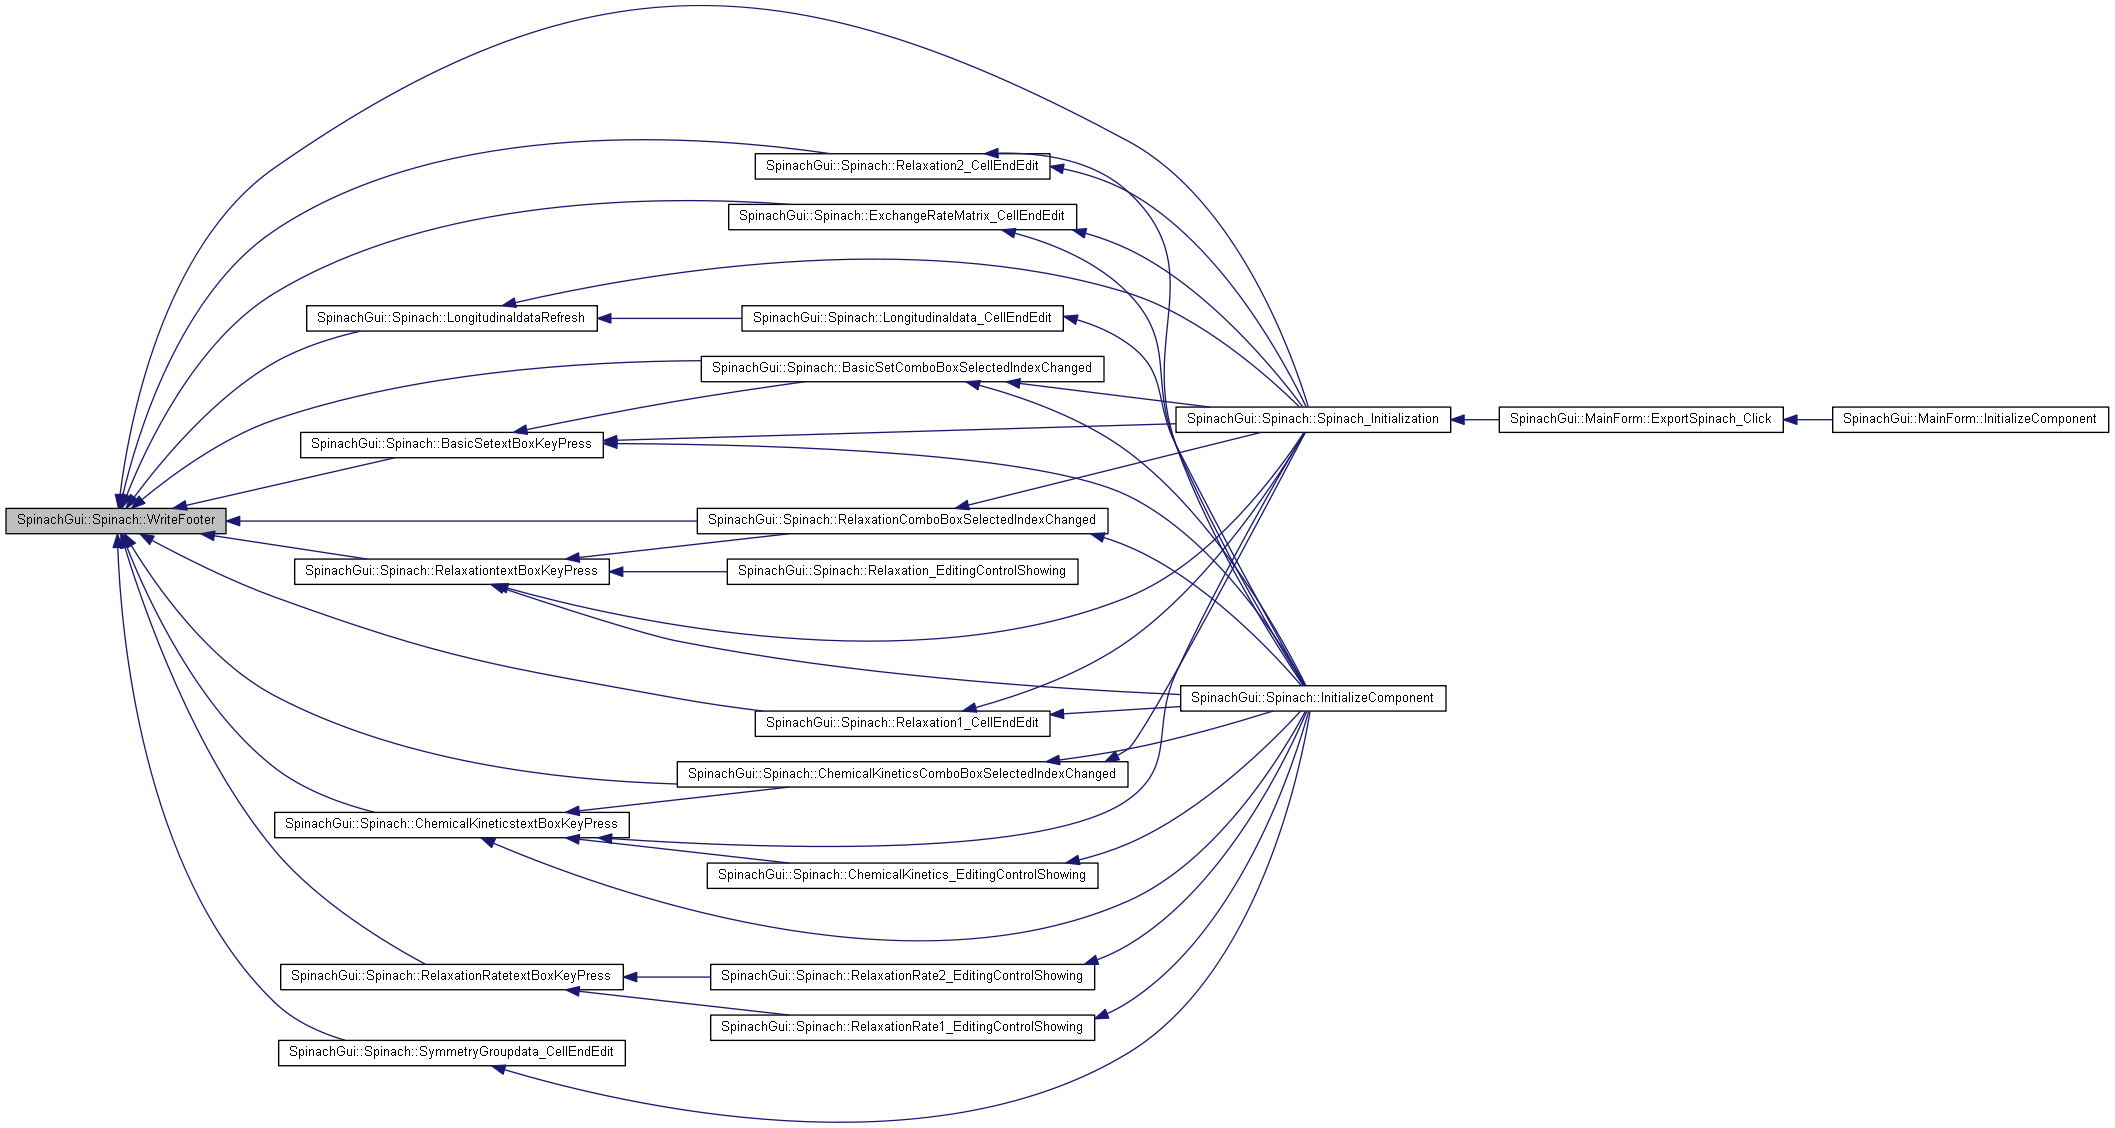 SpinachGui::Spinach::Relaxation2_CellEndEdit
SpinachGui::Spinach::ExchangeRateMatrix_CellEndEdit
SpinachGui::Spinach::LongitudinaldataRefresh
SpinachGui::Spinach::Longitudinaldata_CellEndEdit
SpinachGui::Spinach::BasicSetComboBoxSelectedIndexChanged
SpinachGui::Spinach::Spinach_Initialization
SpinachGui::MainForm::ExportSpinach_Click
SpinachGui::MainForm::InitializeComponent
SpinachGui::Spinach::BasicSetextBoxKeyPress
SpinachGui::Spinach::WriteFooter
SpinachGui::Spinach::RelaxationComboBoxSelectedIndexChanged
SpinachGui::Spinach::RelaxationtextBoxKeyPress
SpinachGui::Spinach::Relaxation_EditingControlShowing
SpinachGui::Spinach::InitializeComponent
SpinachGui::Spinach::Relaxation1_CellEndEdit
SpinachGui::Spinach::ChemicalKineticsComboBoxSelectedIndexChanged
SpinachGui::Spinach::ChemicalKineticstextBoxKeyPress
SpinachGui::Spinach::ChemicalKinetics_EditingControlShowing
SpinachGui::Spinach::RelaxationRatetextBoxKeyPress
SpinachGui::Spinach::RelaxationRate2_EditingControlShowing
SpinachGui::Spinach::RelaxationRate1_EditingControlShowing
SpinachGui::Spinach::SymmetryGroupdata_CellEndEdit